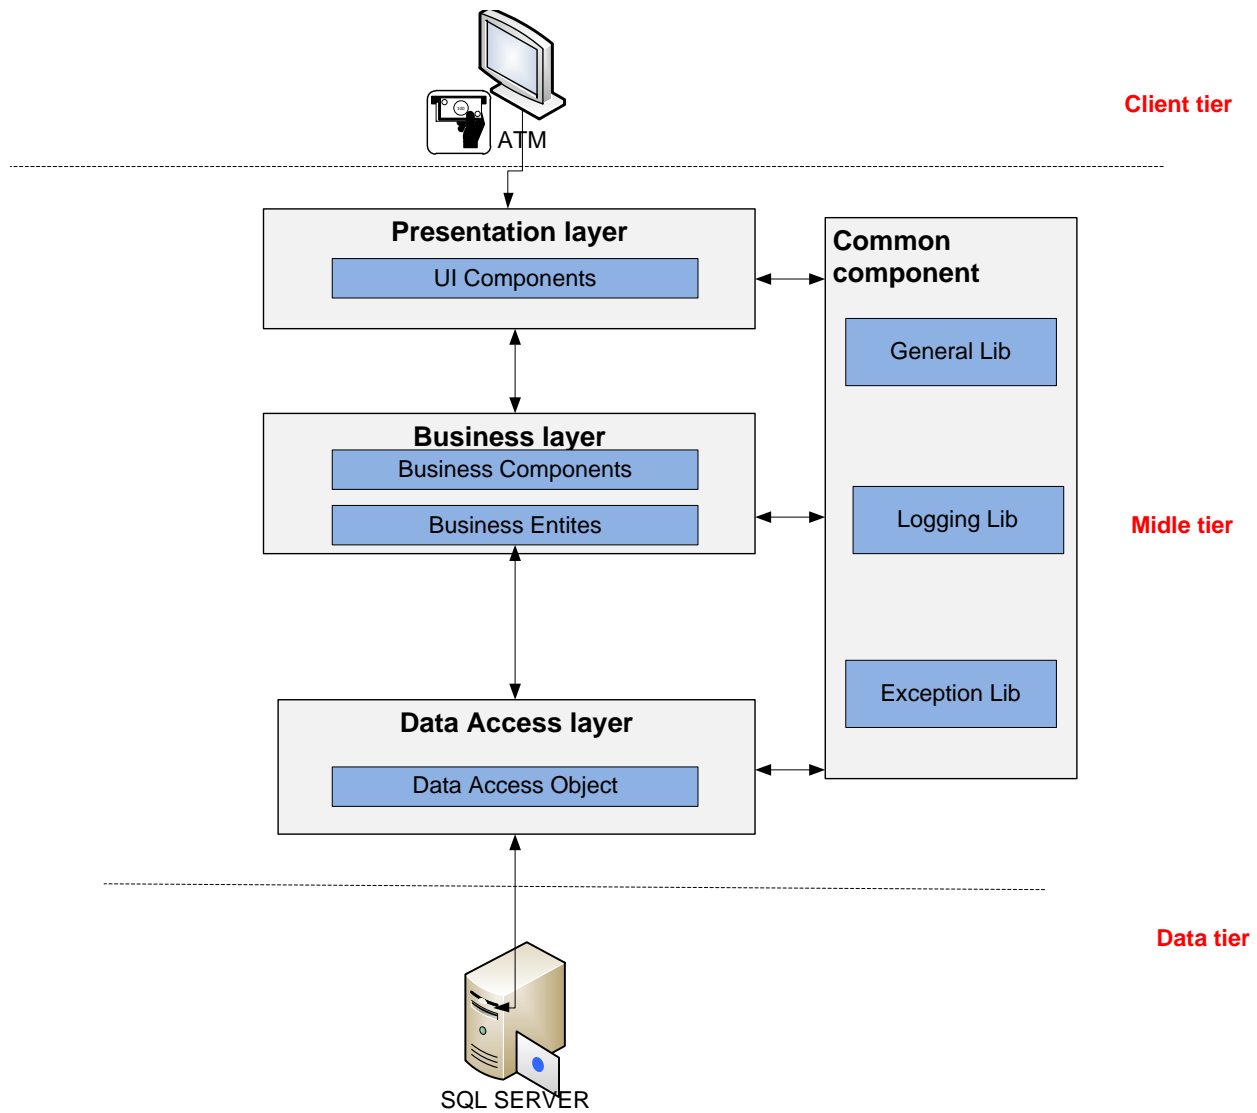 Client tier
ATM
Presentation layer
UI Components
Common
component
General Lib
Business layer
Business Components
Business Entites
Logging Lib
Midle tier
Exception Lib
Data Access layer
Data Access Object
Data tier
SQL SERVER